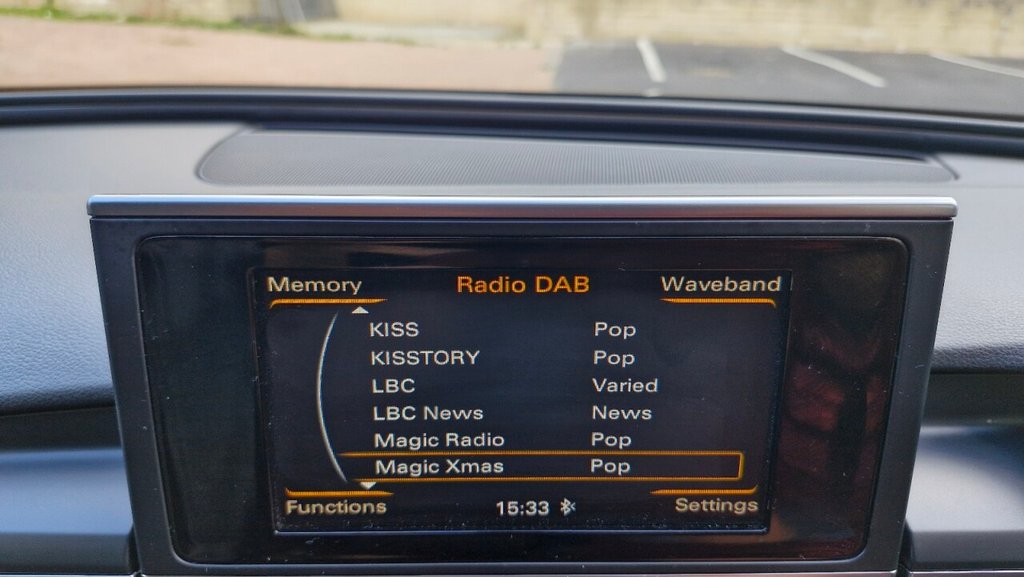 Memory Radio DAB Waveband
KISS Pop
KISSTORY Pop
LBC Varied
LBC News News
Magic Radio Pop
Magic Xmas Pop
Functions 15:33 Settings